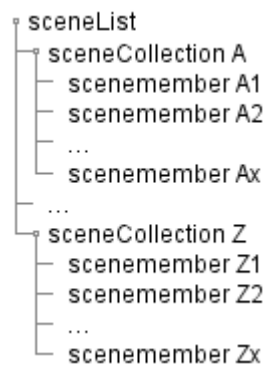 sceneList
sceneCollection A
scenemember A1
scenemember A2
...
scenemember Ax
...
sceneCollection Z
scenemember Z1
scenemember Z2
...
scenemember Zx